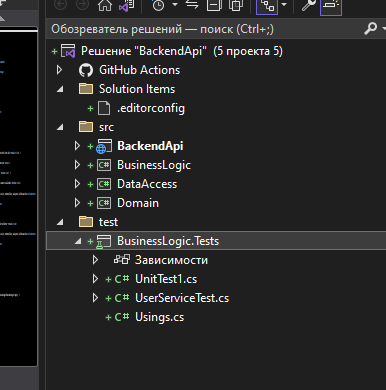 Обозреватель решений — поиск (Ctrl+;)
Решение "BackendApi" (5 проекта 5)
GitHub Actions
Solution Items
.editorconfig
src
BackendApi
BusinessLogic
DataAccess
Domain
test
BusinessLogic.Tests
Зависимости
UnitTest1.cs
UserServiceTest.cs
Usings.cs